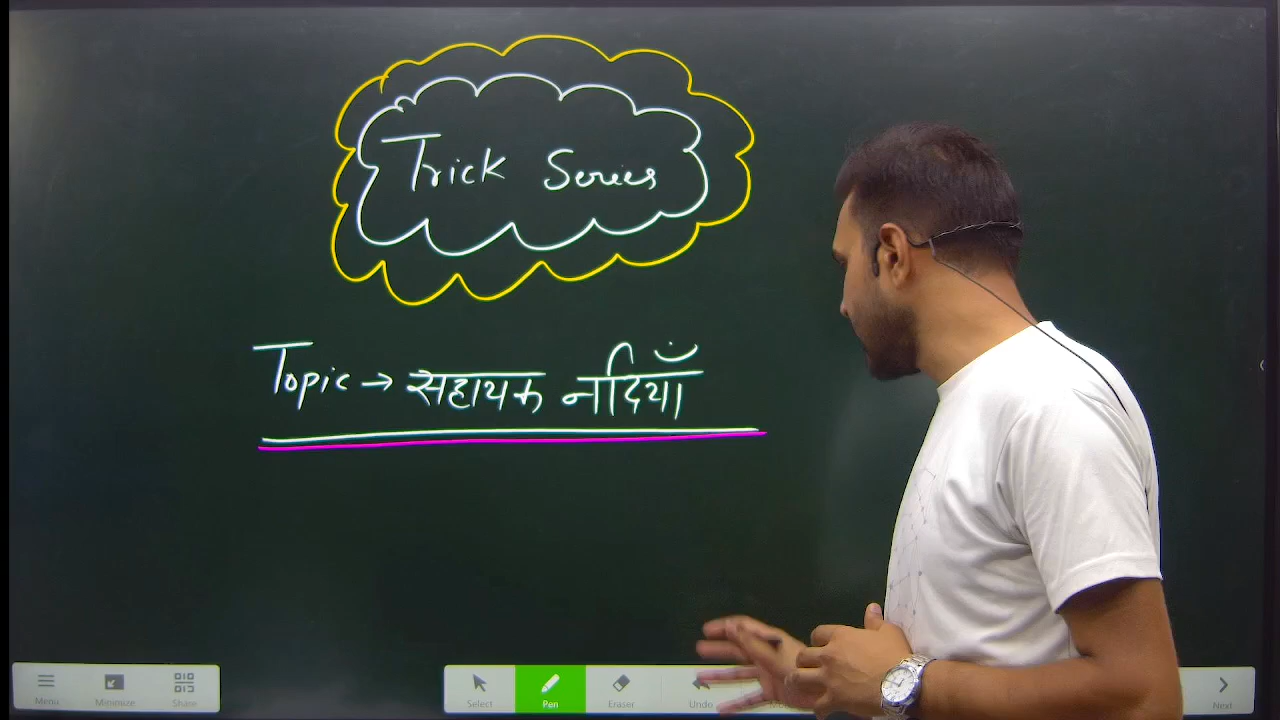 Trick Series
Topic → सहायक नदियाँ
Menu
Minimize
Share
Select
Pen
Eraser
Undo
Next